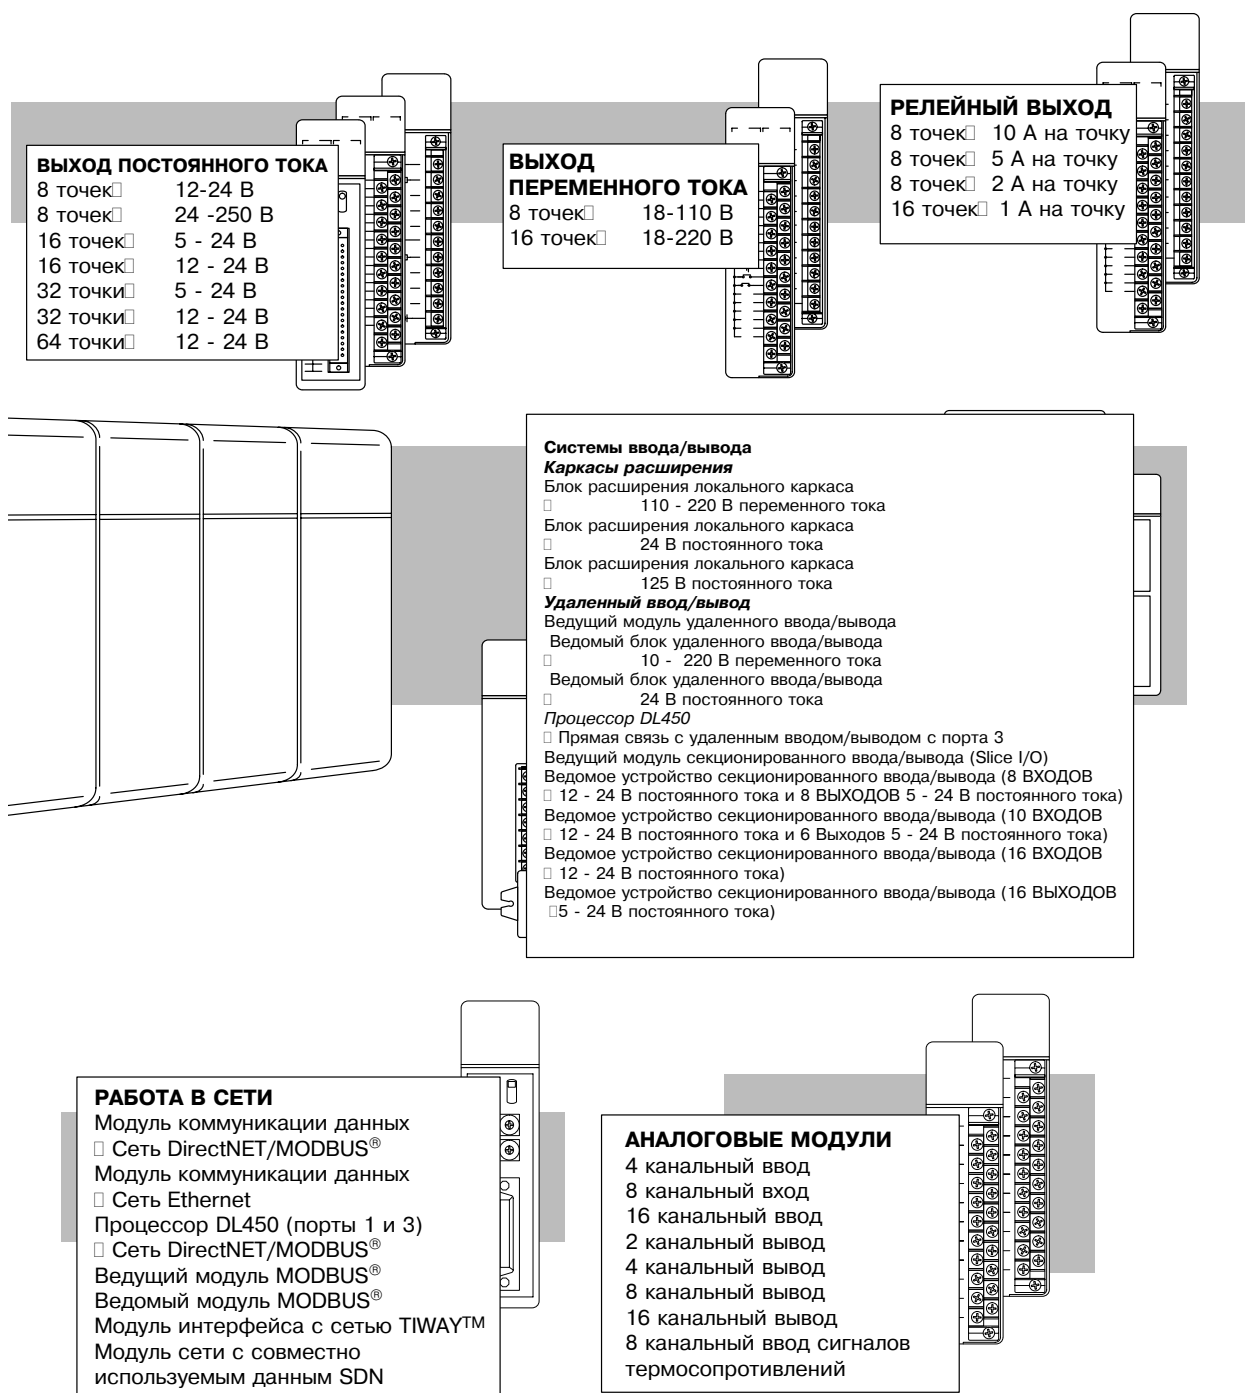 ВЫХОД ПОСТОЯННОГО ТОКА
8 точек 12-24 В
8 точек 24 -250 В
16 точек 5 - 24 В
16 точек 12 - 24 В
32 точки 5 - 24 В
32 точки 12 - 24 В
64 точки 12 - 24 В
ВЫХОД
ПЕРЕМЕННОГО ТОКА
8 точек 18-110 В
16 точек 18-220 В
РЕЛЕЙНЫЙ ВЫХОД
8 точек 10 А на точку
8 точек 5 А на точку
8 точек 2 А на точку
16 точек 1 А на точку
Системы ввода/вывода
Каркасы расширения
Блок расширения локального каркаса
110 - 220 В переменного тока
Блок расширения локального каркаса
24 В постоянного тока
Блок расширения локального каркаса
125 В постоянного тока
Удаленный ввод/вывод
Ведущий модуль удаленного ввода/вывода
Ведомый блок удаленного ввода/вывода
10 - 220 В переменного тока
Ведомый блок удаленного ввода/вывода
24 В постоянного тока
Процессор DL450
Прямая связь с удаленным вводом/выводом с порта 3
Ведущий модуль секционированного ввода/вывода (Slice I/O)
Ведомое устройство секционированного ввода/вывода (8 ВХОДОВ
12 - 24 В постоянного тока и 8 ВЫХОДОВ 5 - 24 В постоянного тока)
Ведомое устройство секционированного ввода/вывода (10 ВХОДОВ
12 - 24 В постоянного тока и 6 Выходов 5 - 24 В постоянного тока)
Ведомое устройство секционированного ввода/вывода (16 ВХОДОВ
12 - 24 В постоянного тока)
Ведомое устройство секционированного ввода/вывода (16 ВЫХОДОВ
5 - 24 В постоянного тока)
РАБОТА В СЕТИ
Модуль коммуникации данных
Сеть DirectNET/MODBUS®
Модуль коммуникации данных
Сеть Ethernet
Процессор DL450 (порты 1 и 3)
Сеть DirectNET/MODBUS®
Ведущий модуль MODBUS®
Ведомый модуль MODBUS®
Модуль интерфейса с сетью TIWAY™
Модуль сети с совместно
используемым данным SDN
АНАЛОГОВЫЕ МОДУЛИ
4 канальный ввод
8 канальный вход
16 канальный ввод
2 канальный вывод
4 канальный вывод
8 канальный вывод
16 канальный вывод
8 канальный ввод сигналов
термосопротивлений